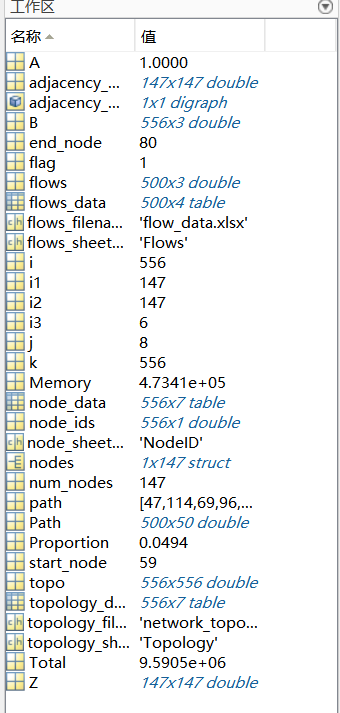 工作区
名称 值
A 1.0000
adjacency_... 147x147 double
adjacency_... 1x1 digraph
B 556x3 double
end_node 80
flag 1
flows 500x3 double
flows_data 500x4 table
flows_filena... 'flow_data.xlsx'
flows_sheet... 'Flows'
i 556
i1 147
i2 147
i3 6
j 8
k 556
Memory 4.7341e+05
node_data 556x7 table
node_ids 556x1 double
node_sheet... 'NodeID'
nodes 1x147 struct
num_nodes 147
path [47,114,69,96,...
Path 500x50 double
Proportion 0.0494
start_node 59
topo 556x556 double
topology_d... 556x7 table
topology_fil... 'network_topo...
topology_sh... 'Topology'
Total 9.5905e+06
Z 147x147 double